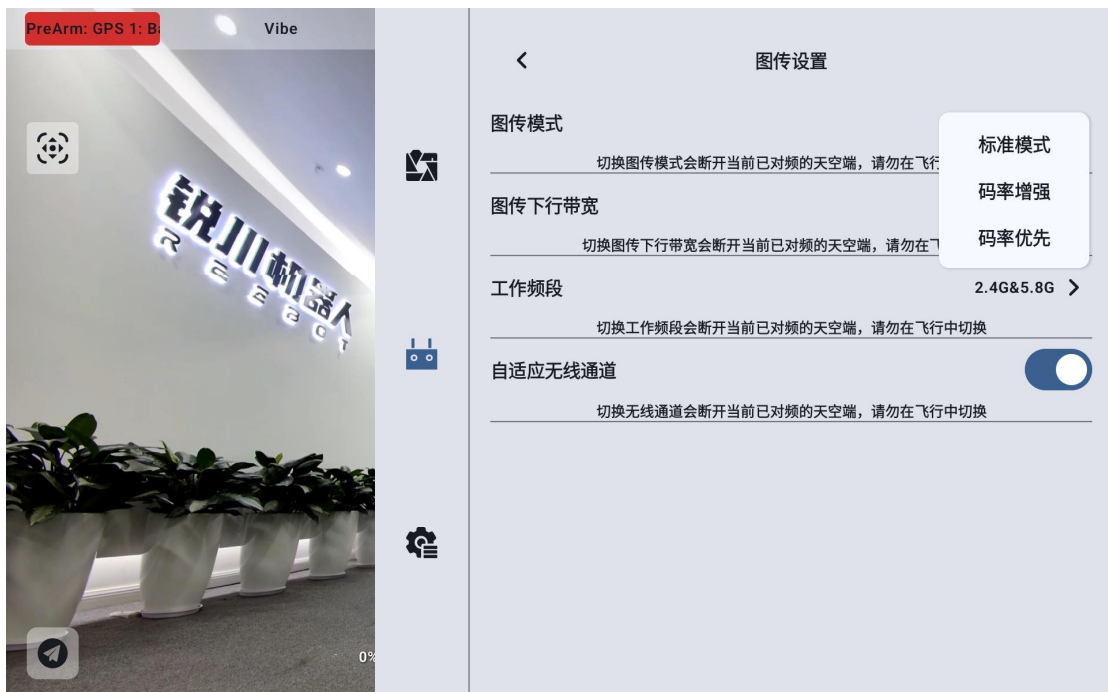 PreArm: GPS 1: Ba
Vibe
锐川机器人
REEBOT
0%
图传设置
图传模式
标准模式
码率增强
码率优先
切换图传模式会断开当前已对频的天空端，请勿在飞行
图传下行带宽
切换图传下行带宽会断开当前已对频的天空端，请勿在飞
工作频段
2.4G&5.8G
切换工作频段会断开当前已对频的天空端，请勿在飞行中切换
自适应无线通道
切换无线通道会断开当前已对频的天空端，请勿在飞行中切换